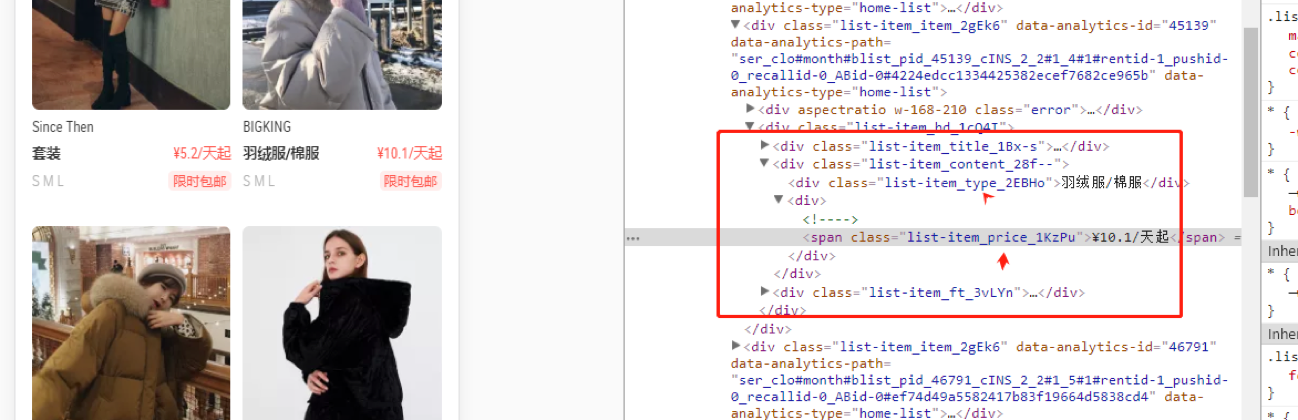 Since Then
BIGKING
套装
¥5.2/天起
羽绒服/棉服
¥10.1/天起
S M L
限时包邮
S M L
限时包邮
analytics-type="home-list">…</div>
▼<div class="list-item_item_2gEk6" data-analytics-id="45139"
data-analytics-path=
"ser_clo#month#blist_pid_45139_cINS_2_2#1_4#1#rentid-1_pushid-
0_recallid-0_ABid-0#4224edcc1334425382ecef7682ce965b" data-
analytics-type="home-list">
▶<div aspectratio w-168-210 class="error">…</div>
▼<div class="list-item_bd_1cQ4I">
▶<div class="list-item_title_1Bx-s">…</div>
▼<div class="list-item_content_28f--">
<div class="list-item_type_2EBHo">羽绒服/棉服</div>
▼<div>
<!---->
… <span class="list-item_price_1KzPu">¥10.1/天起</span> =
</div>
</div>
▶<div class="list-item_ft_3vLYn">…</div>
</div>
</div>
▶<div class="list-item_item_2gEk6" data-analytics-id="46791"
data-analytics-path=
"ser_clo#month#blist_pid_46791_cINS_2_2#1_5#1#rentid-1_pushid-
0_recallid-0_ABid-0#ef74d49a5582417b83f19664d5838cd4" data-
analytics-type="home-list">…</div>
.lis
m
co
}
* {
}
* {
b
}
Inher
* {
}
Inher
.lis
f
}
* {